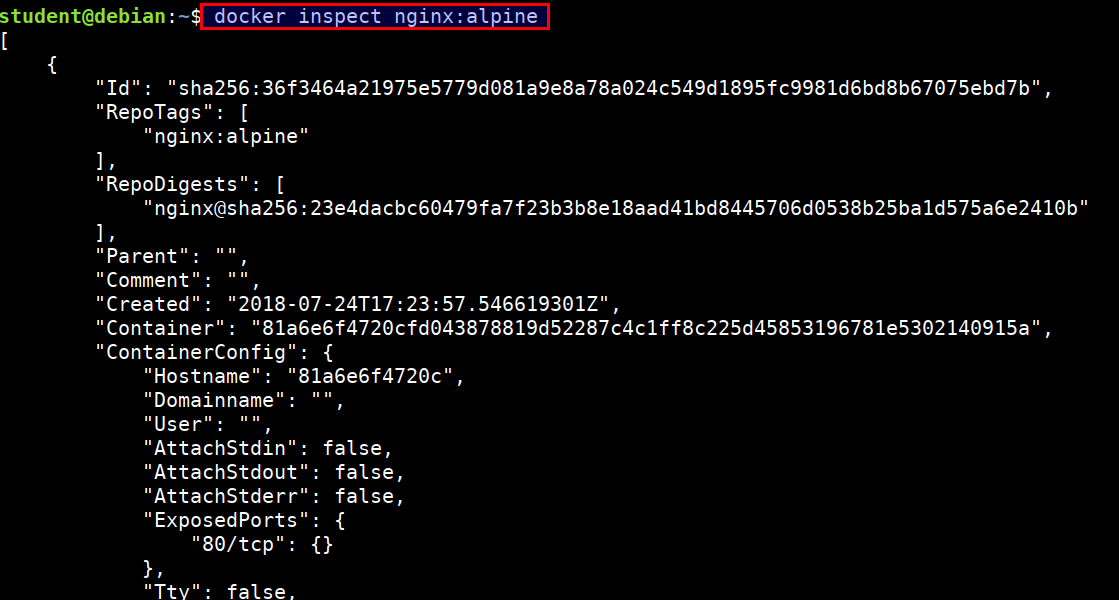 student@debian:~$ docker inspect nginx:alpine
[
    {
        "Id": "sha256:36f3464a21975e5779d081a9e8a78a024c549d1895fc9981d6bd8b67075ebd7b",
        "RepoTags": [
            "nginx:alpine"
        ],
        "RepoDigests": [
            "nginx@sha256:23e4dacbc60479fa7f23b3b8e18aad41bd8445706d0538b25ba1d575a6e2410b"
        ],
        "Parent": "",
        "Comment": "",
        "Created": "2018-07-24T17:23:57.546619301Z",
        "Container": "81a6e6f4720cfd043878819d52287c4c1ff8c225d45853196781e5302140915a",
        "ContainerConfig": {
            "Hostname": "81a6e6f4720c",
            "Domainname": "",
            "User": "",
            "AttachStdin": false,
            "AttachStdout": false,
            "AttachStderr": false,
            "ExposedPorts": {
                "80/tcp": {}
            },
            "Tty": false,